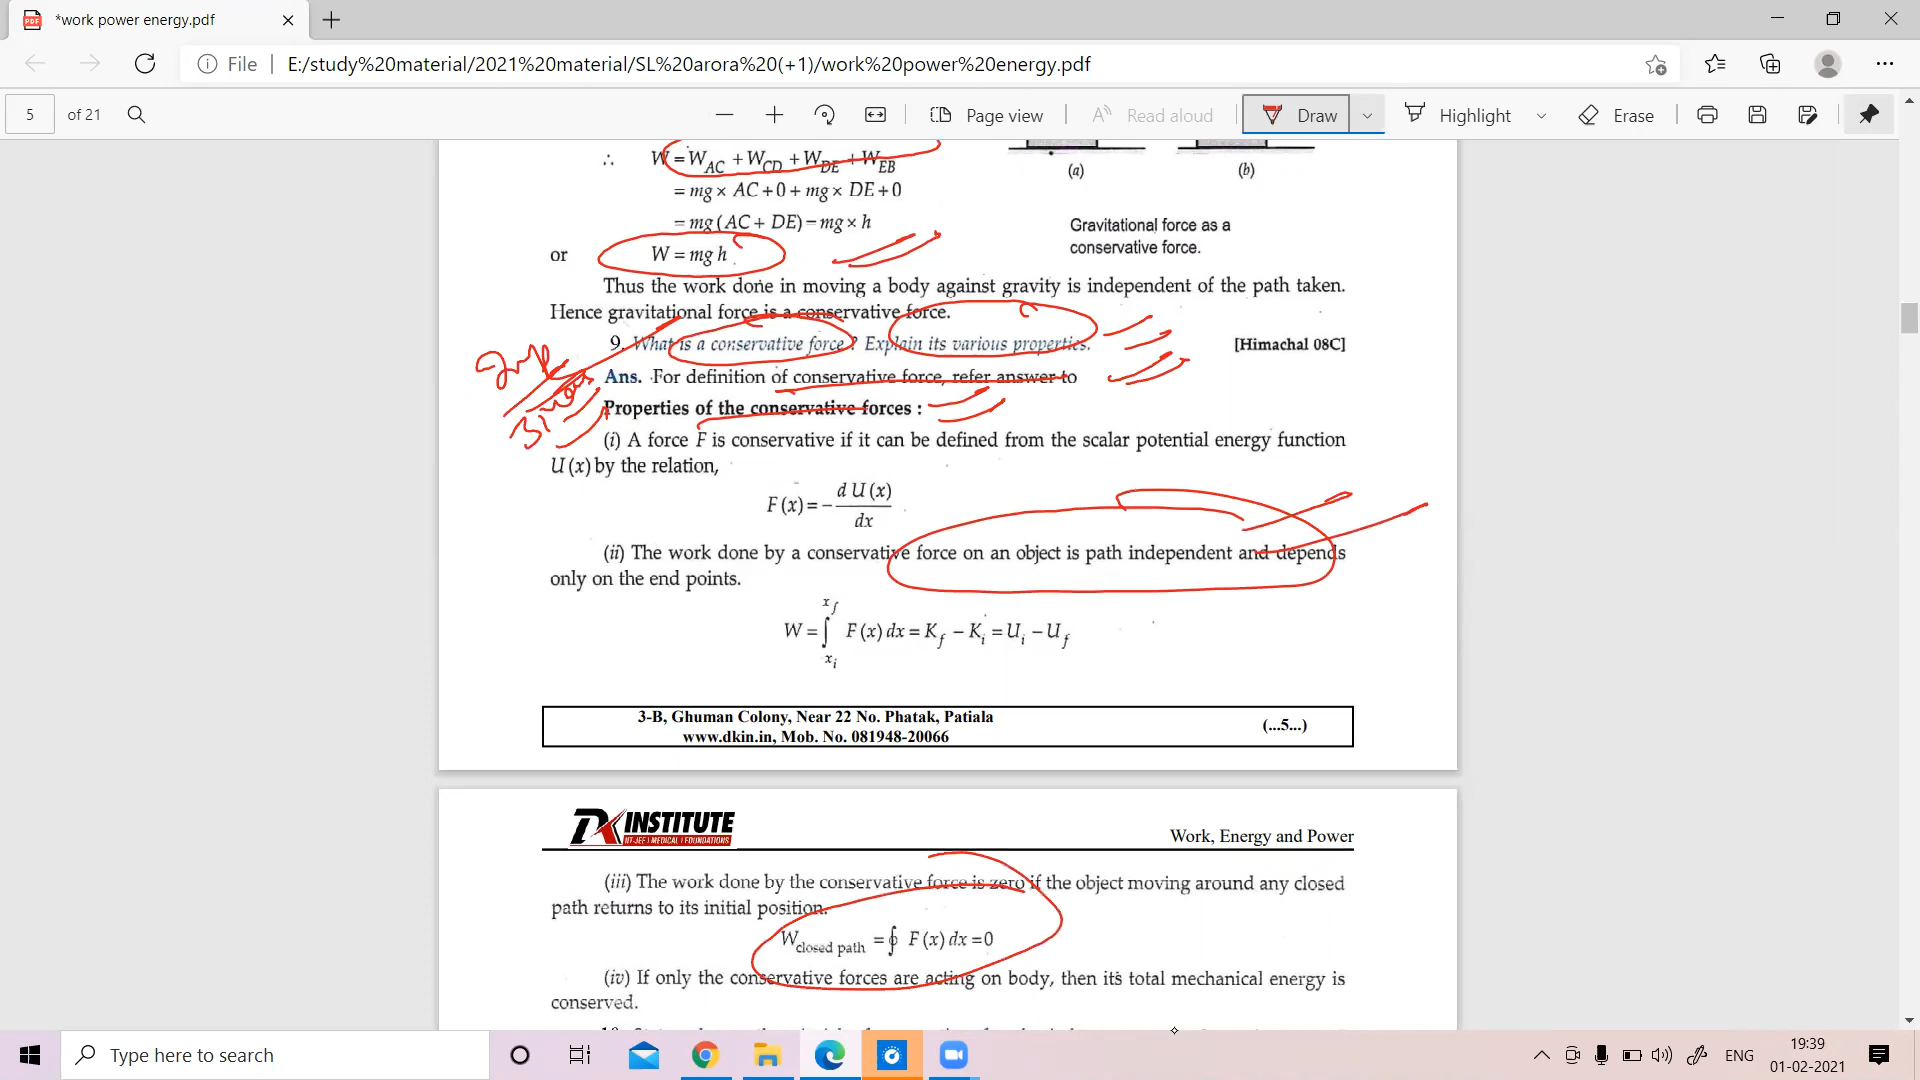 *work power energy.pdf
File
E:/study%20material/2021%20material/SL%20arora%20(+1)/work%20power%20energy.pdf
5 of 21
Page view
Read aloud
Draw
Highlight
Erase
∴ W = W_AC + W_CD + W_DE + W_EB
= mg × AC + 0 + mg × DE + 0
= mg (AC + DE) = mg × h
or W = mg h
(a) (b)
Gravitational force as a
conservative force.
Thus the work done in moving a body against gravity is independent of the path taken.
Hence gravitational force is a conservative force.
9. What is a conservative force ? Explain its various properties. [Himachal 08C]
Ans. For definition of conservative force, refer answer to
Properties of the conservative forces :
(i) A force F is conservative if it can be defined from the scalar potential energy function
U (x) by the relation,
F (x) = − d U (x) / dx
(ii) The work done by a conservative force on an object is path independent and depends
only on the end points.
W = ∫_{x_i}^{x_f} F (x) dx = K_f − K_i = U_i − U_f
3-B, Ghuman Colony, Near 22 No. Phatak, Patiala
www.dkin.in, Mob. No. 081948-20066
(...5...)
DK INSTITUTE
IIT-JEE | MEDICAL | FOUNDATIONS
Work, Energy and Power
(iii) The work done by the conservative force is zero if the object moving around any closed
path returns to its initial position.
W_closed path = ∮ F (x) dx = 0
(iv) If only the conservative forces are acting on body, then its total mechanical energy is
conserved.
Type here to search
ENG
19:39
01-02-2021